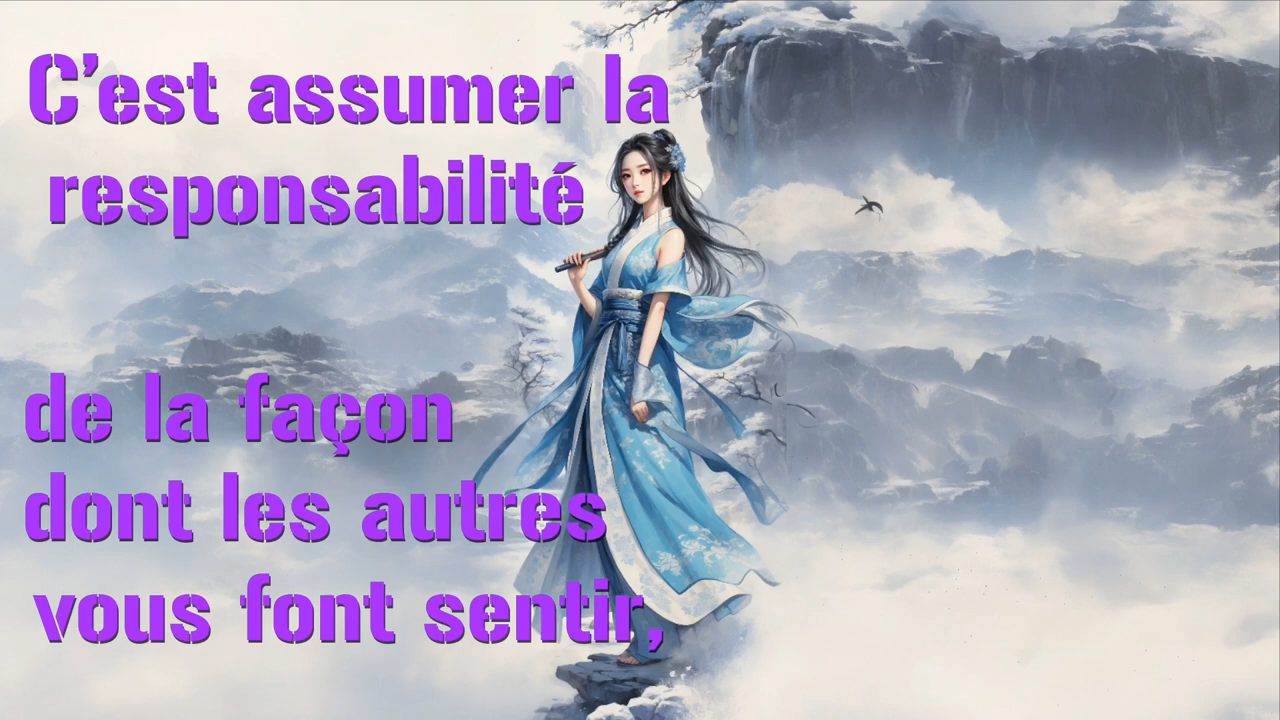 C’est assumer la
responsabilité
de la façon
dont les autres
vous font sentir,